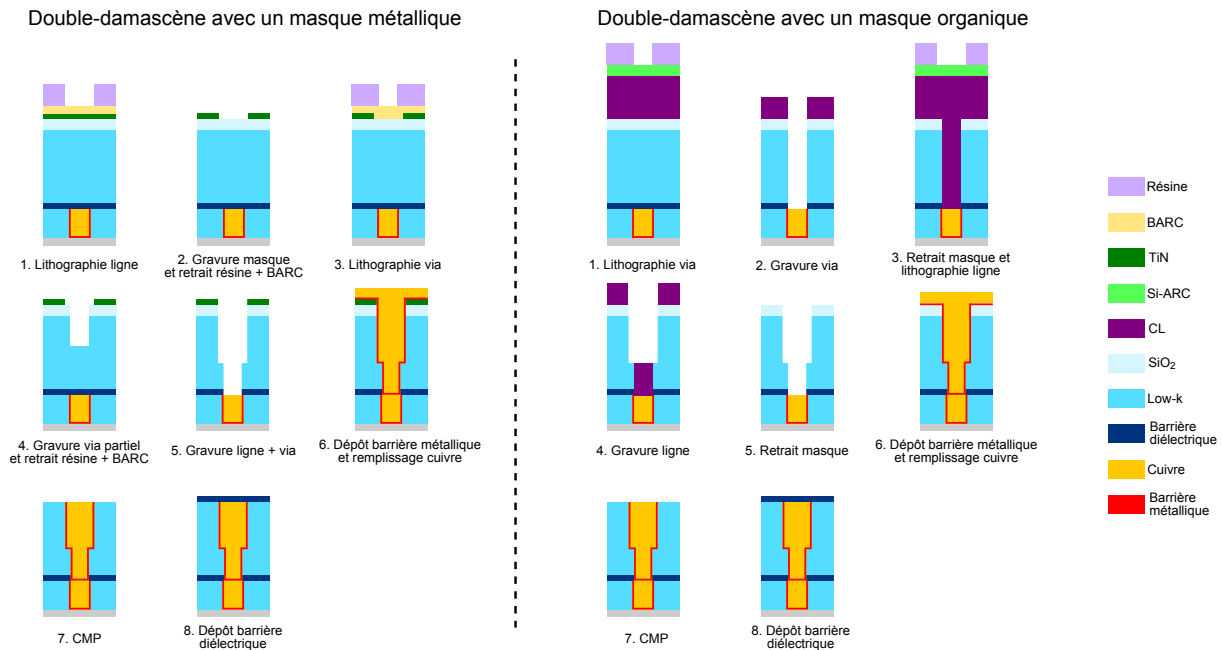 Double-damascène avec un masque métallique
1. Lithographie ligne
2. Gravure masque
et retrait résine + BARC
3. Lithographie via
4. Gravure via partiel
et retrait résine + BARC
5. Gravure ligne + via
6. Dépôt barrière métallique
et remplissage cuivre
7. CMP
8. Dépôt barrière
diélectrique
Double-damascène avec un masque organique
1. Lithographie via
2. Gravure via
3. Retrait masque et
lithographie ligne
4. Gravure ligne
5. Retrait masque
6. Dépôt barrière métallique
et remplissage cuivre
7. CMP
8. Dépôt barrière
diélectrique
Résine
BARC
TiN
Si-ARC
CL
SiO₂
Low-k
Barrière
diélectrique
Cuivre
Barrière
métallique